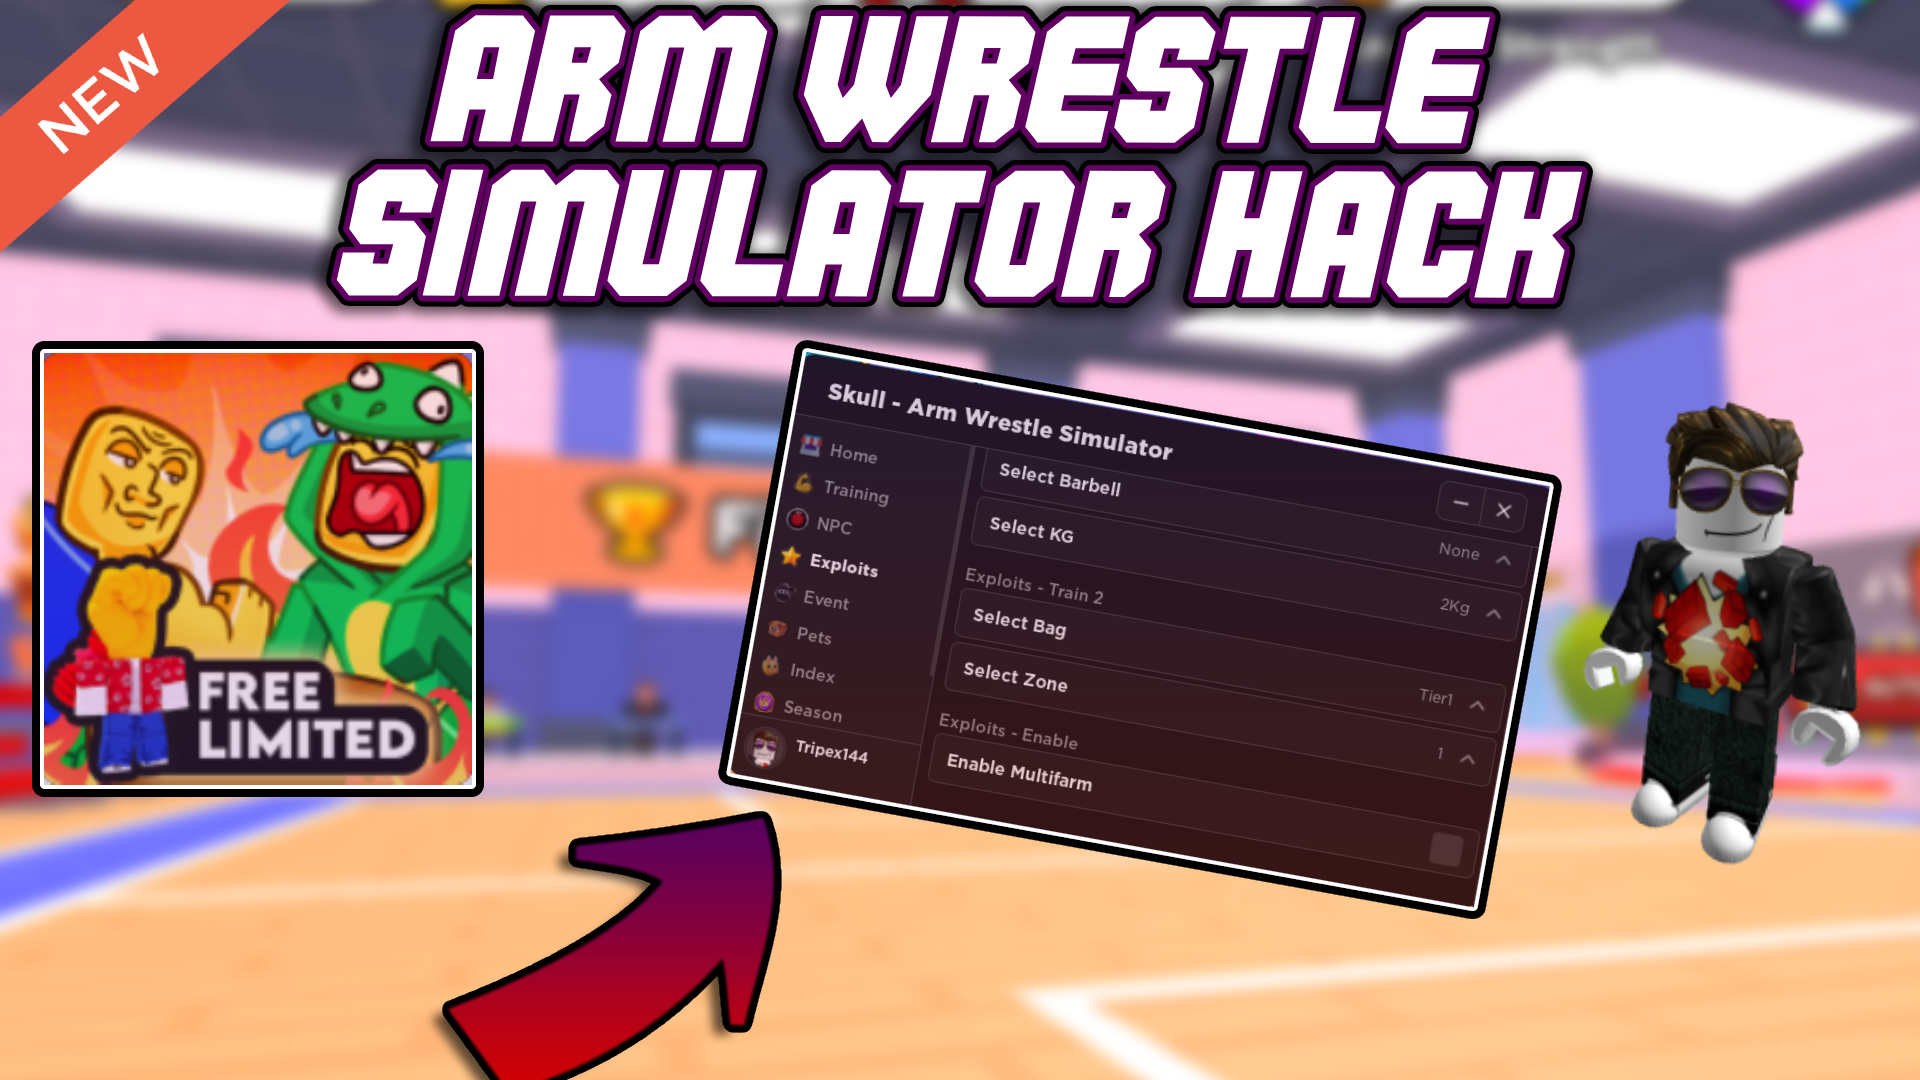 NEW
ARM WRESTLE
SIMULATOR HACK
FREE
LIMITED
Skull - Arm Wrestle Simulator
Home
Training
NPC
Exploits
Event
Pets
Index
Season
Tripex144
Select Barbell
None
Select KG
2Kg
Exploits - Train 2
Select Bag
Tier1
Select Zone
1
Exploits - Enable
Enable Multifarm
Strength